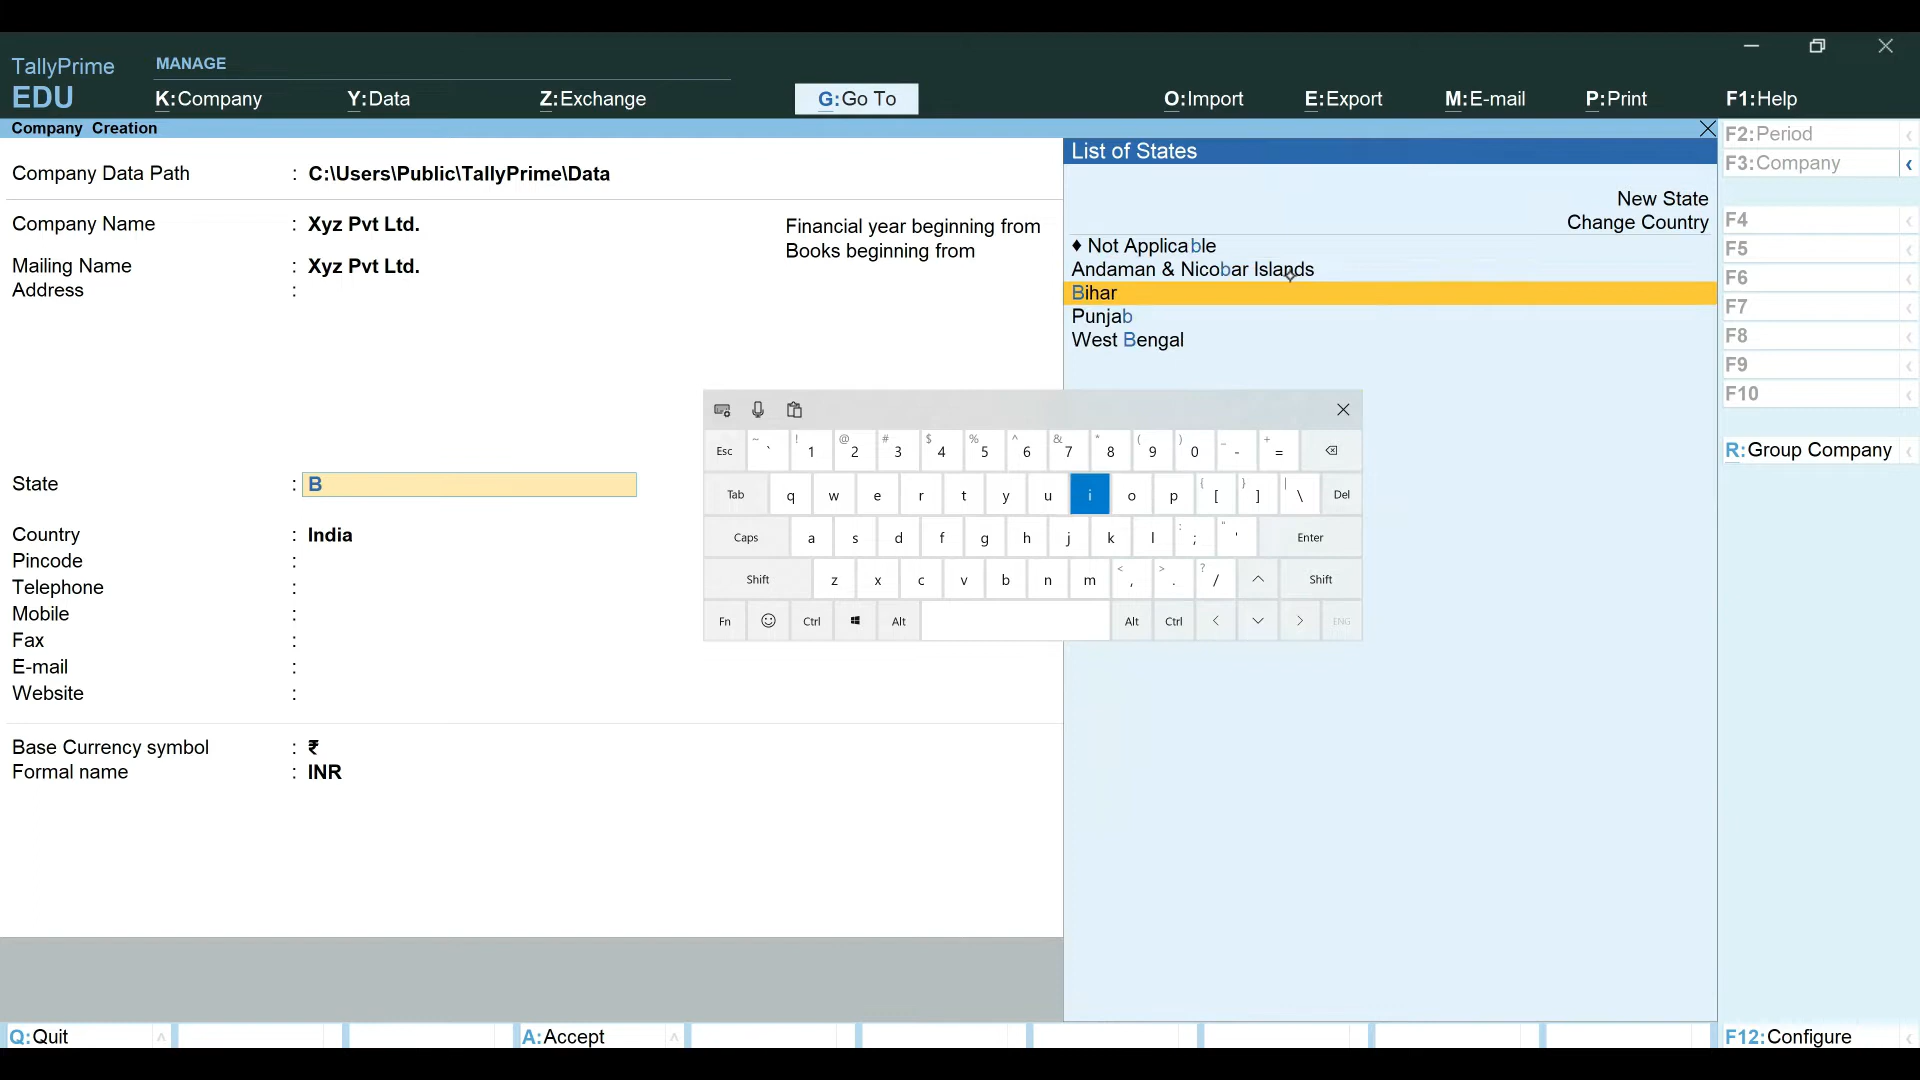 TallyPrime
EDU
MANAGE
K:Company
Y:Data
Z:Exchange
G:Go To
O:Import
E:Export
M:E-mail
P:Print
F1:Help
Company Creation
Company Data Path : C:\Users\Public\TallyPrime\Data
Company Name : Xyz Pvt Ltd.
Mailing Name : Xyz Pvt Ltd.
Address :
Financial year beginning from
Books beginning from
State : B
Country : India
Pincode :
Telephone :
Mobile :
Fax :
E-mail :
Website :
Base Currency symbol : ₹
Formal name : INR
List of States
New State
Change Country
♦ Not Applicable
Andaman & Nicobar Islands
Bihar
Punjab
West Bengal
Esc ~ ` ! 1 @ 2 # 3 $ 4 % 5 ^ 6 & 7 * 8 ( 9 ) 0 _ - + =
Tab q w e r t y u i o p { [ } ] | \ Del
Caps a s d f g h j k l : ; " ' Enter
Shift z x c v b n m < , > . ? / Shift
Fn Ctrl Alt Alt Ctrl ENG
F2:Period
F3:Company
F4
F5
F6
F7
F8
F9
F10
R:Group Company
Q:Quit
A:Accept
F12:Configure